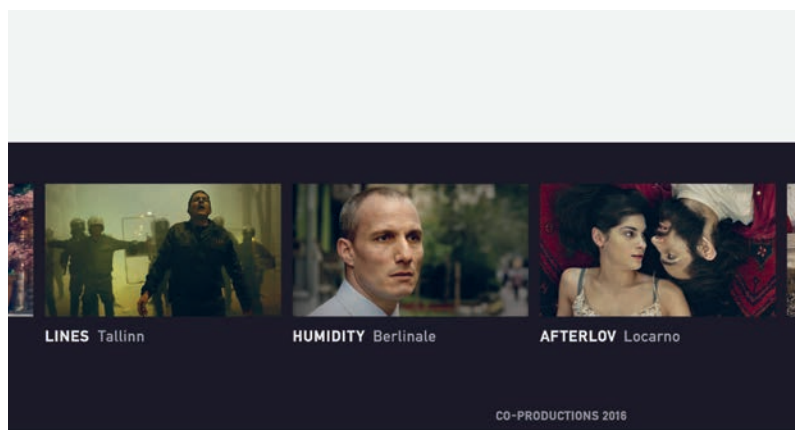 LINES Tallinn
HUMIDITY Berlinale
AFTERLOV Locarno
CO-PRODUCTIONS 2016